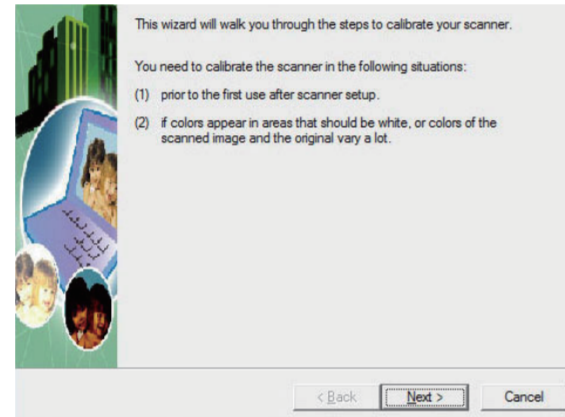 This wizard will walk you through the steps to calibrate your scanner.
You need to calibrate the scanner in the following situations:
(1) prior to the first use after scanner setup.
(2) if colors appear in areas that should be white, or colors of the
scanned image and the original vary a lot.
< Back Next > Cancel